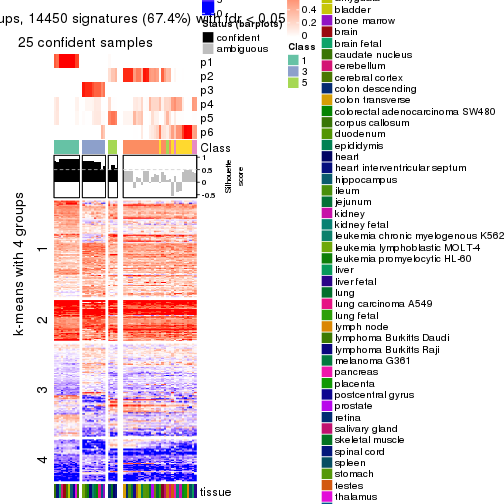 ups, 14450 signatures (67.4%) with fdr < 0.05
25 confident samples
p1
p2
p3
p4
p5
p6
Class
1
0.5
0
-0.5
Silhouette
score
k-means with 4 groups
1
2
3
4
tissue
0
Status (barplots)
confident
ambiguous
0.4
0.2
0
Class
1
3
5
bladder
bone marrow
brain
brain fetal
caudate nucleus
cerebellum
cerebral cortex
colon descending
colon transverse
colorectal adenocarcinoma SW480
corpus callosum
duodenum
epididymis
heart
heart interventricular septum
hippocampus
ileum
jejunum
kidney
kidney fetal
leukemia chronic myelogenous K562
leukemia lymphoblastic MOLT-4
leukemia promyelocytic HL-60
liver
liver fetal
lung
lung carcinoma A549
lung fetal
lymph node
lymphoma Burkitts Daudi
lymphoma Burkitts Raji
melanoma G361
pancreas
placenta
postcentral gyrus
prostate
retina
salivary gland
skeletal muscle
spinal cord
spleen
stomach
testes
thalamus